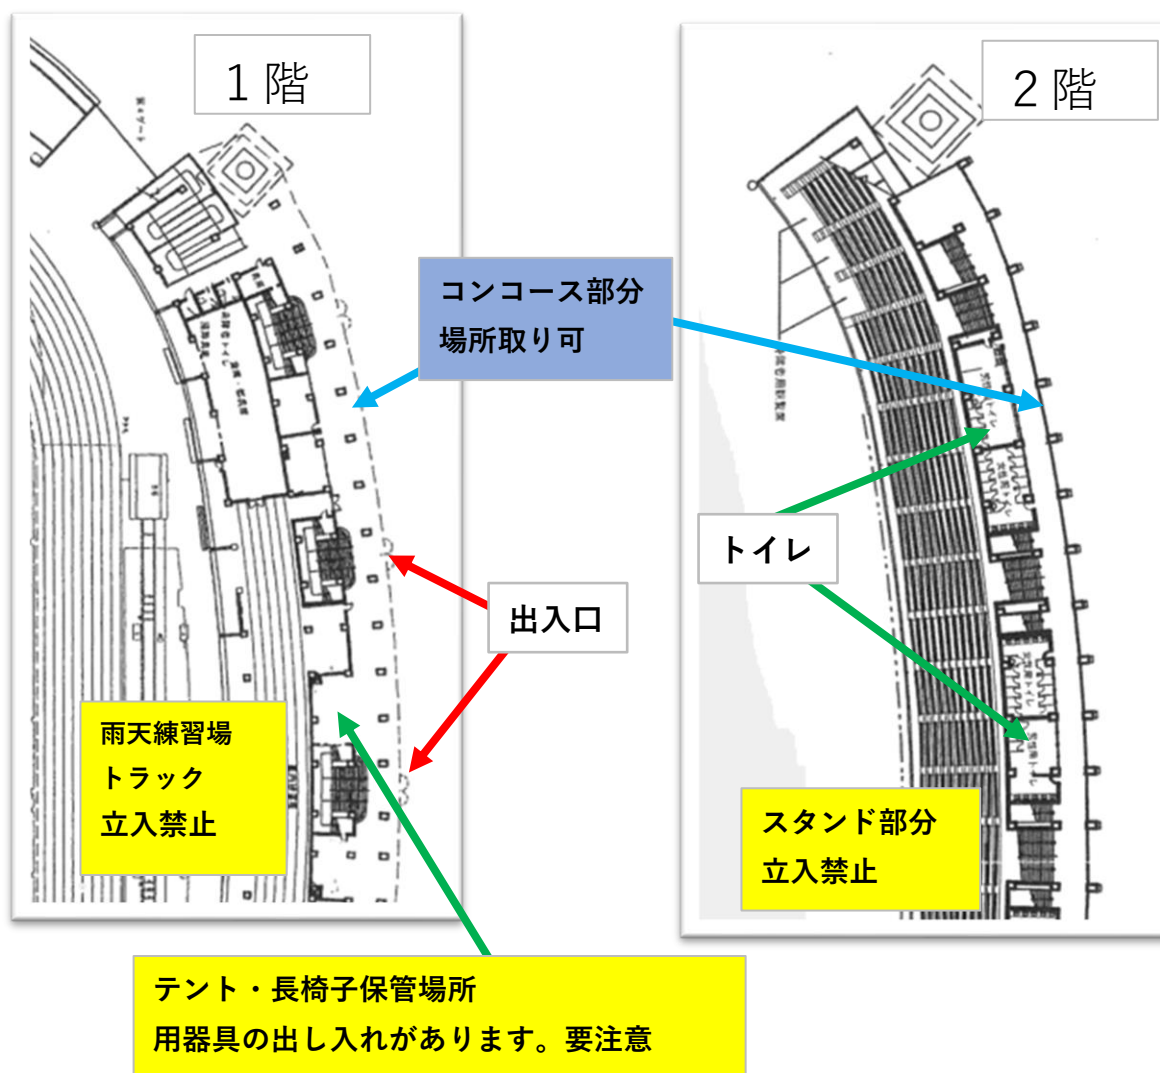 1階
2階
コンコース部分
場所取り可
トイレ
出入口
雨天練習場
トラック
立入禁止
スタンド部分
立入禁止
テント・長椅子保管場所
用器具の出し入れがあります。要注意